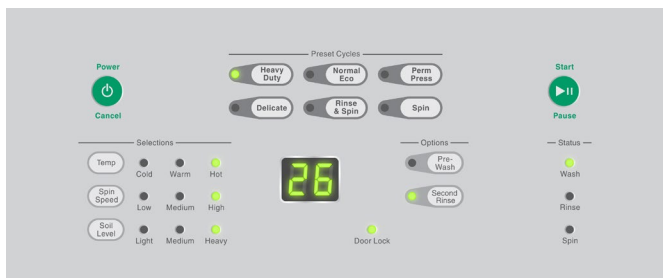 Preset Cycles
Power
Cancel
Heavy
Duty
Normal
Eco
Perm
Press
Delicate
Rinse
& Spin
Spin
Start
Pause
Selections
Temp
Cold
Warm
Hot
Spin
Speed
Low
Medium
High
Soil
Level
Light
Medium
Heavy
26
Door Lock
Options
Pre-
Wash
Second
Rinse
Status
Wash
Rinse
Spin